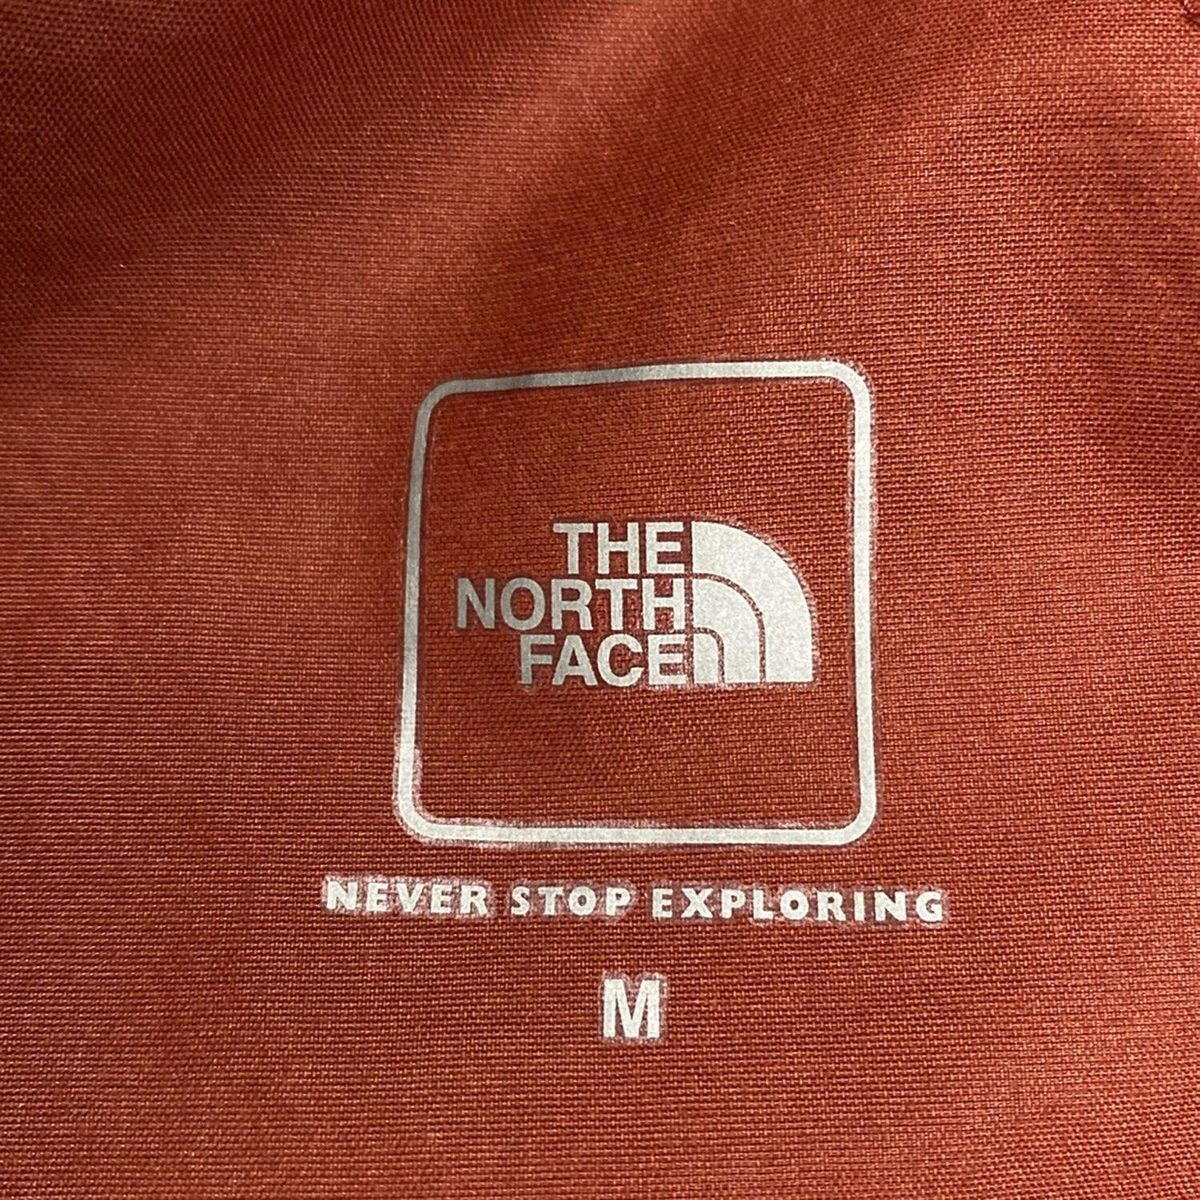 THE
NORTH
FACE
NEVER STOP EXPLORING
M